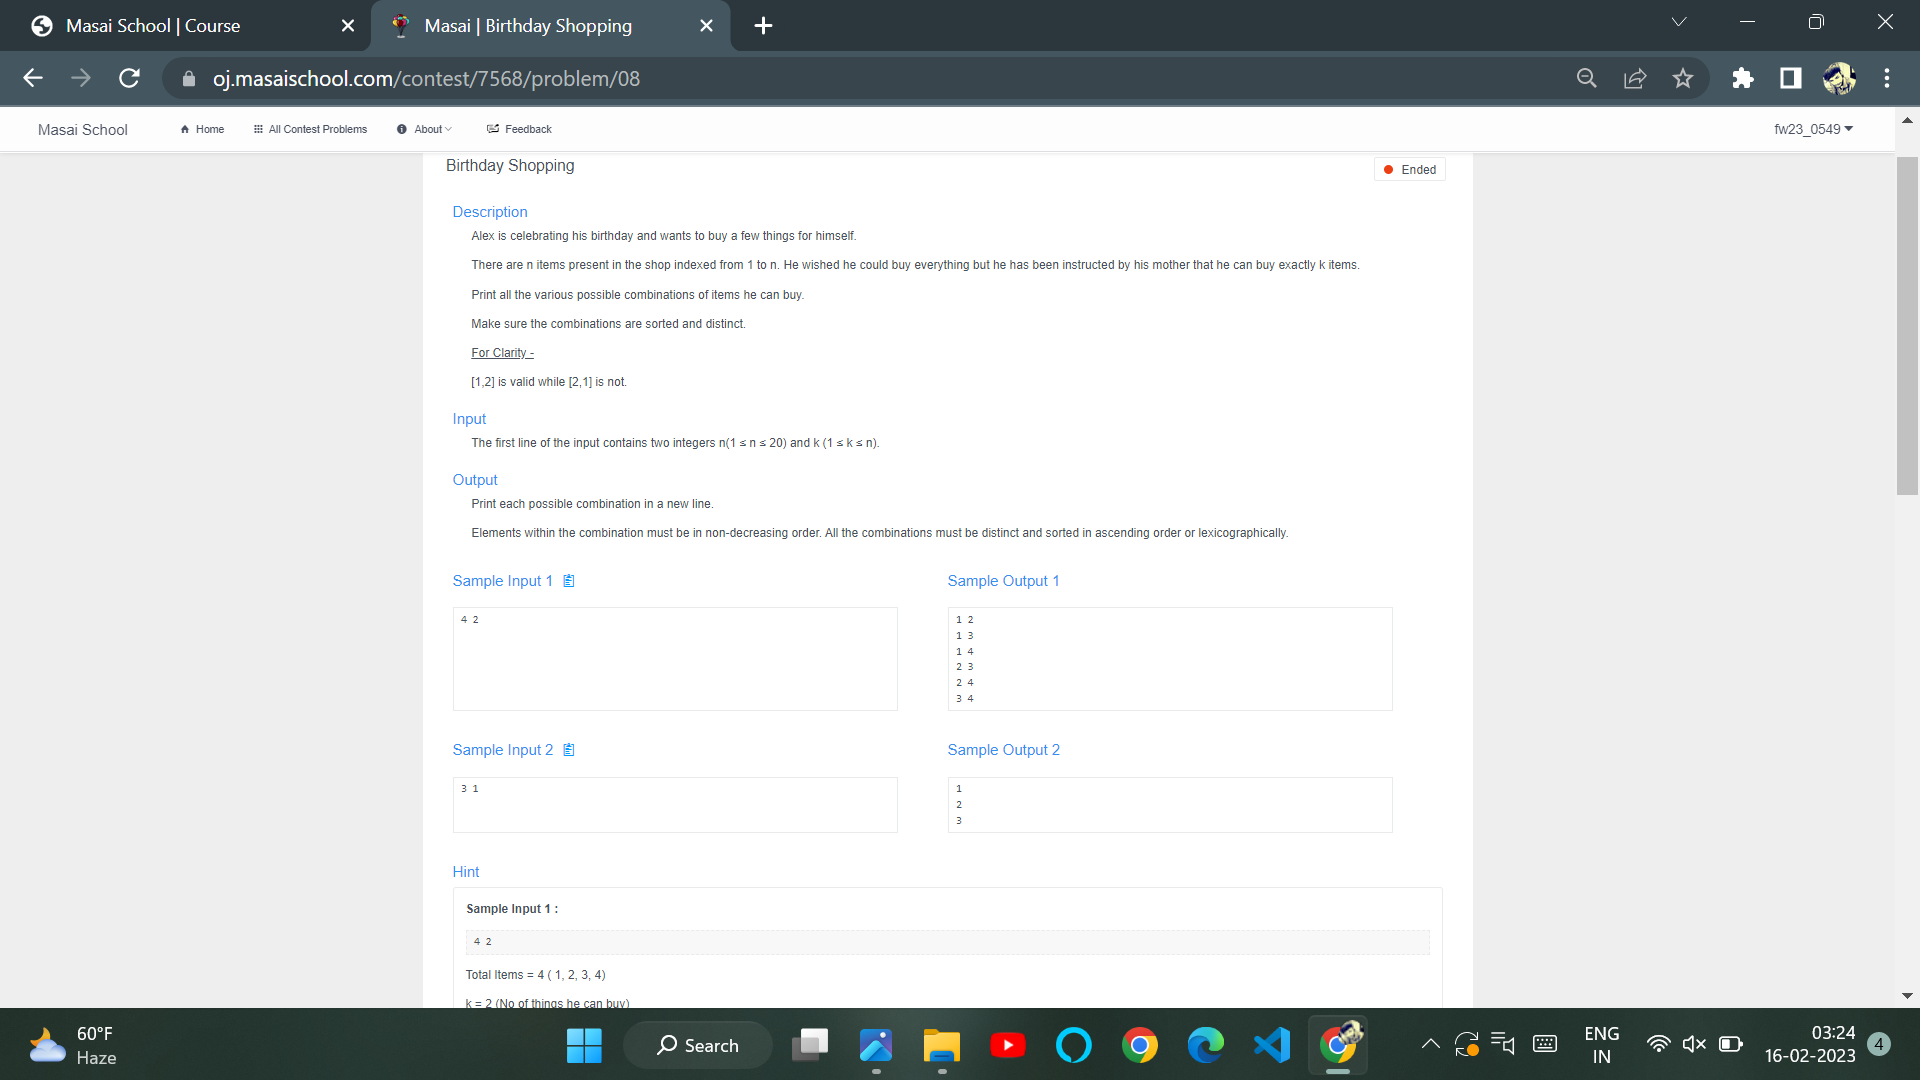 Masai School | Course
Masai | Birthday Shopping
oj.masaischool.com/contest/7568/problem/08
Masai School
Home
All Contest Problems
About
Feedback
fw23_0549
Birthday Shopping
Ended
Description
Alex is celebrating his birthday and wants to buy a few things for himself.
There are n items present in the shop indexed from 1 to n. He wished he could buy everything but he has been instructed by his mother that he can buy exactly k items.
Print all the various possible combinations of items he can buy.
Make sure the combinations are sorted and distinct.
For Clarity -
[1,2] is valid while [2,1] is not.
Input
The first line of the input contains two integers n(1 ≤ n ≤ 20) and k (1 ≤ k ≤ n).
Output
Print each possible combination in a new line.
Elements within the combination must be in non-decreasing order. All the combinations must be distinct and sorted in ascending order or lexicographically.
Sample Input 1
4 2
Sample Output 1
1 2
1 3
1 4
2 3
2 4
3 4
Sample Input 2
3 1
Sample Output 2
1
2
3
Hint
Sample Input 1 :
4 2
Total Items = 4 ( 1, 2, 3, 4)
k = 2 (No of things he can buy)
60°F
Haze
Search
ENG
IN
03:24
16-02-2023
4